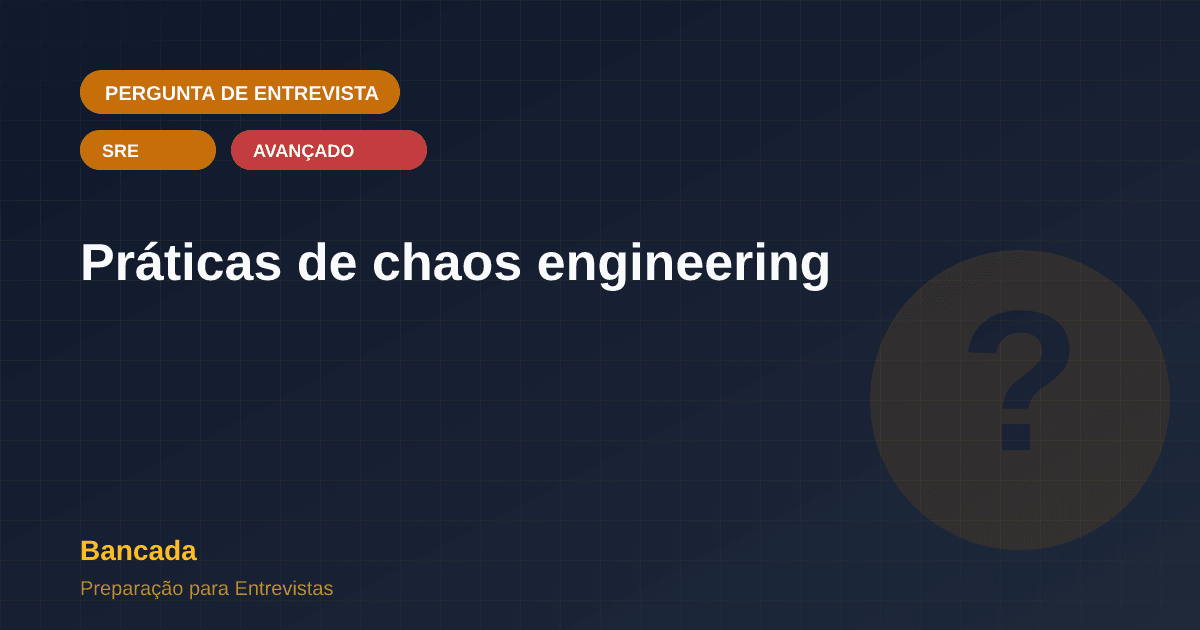 PERGUNTA DE ENTREVISTA
SRE
AVANÇADO
Práticas de chaos engineering
?
Bancada
Preparação para Entrevistas